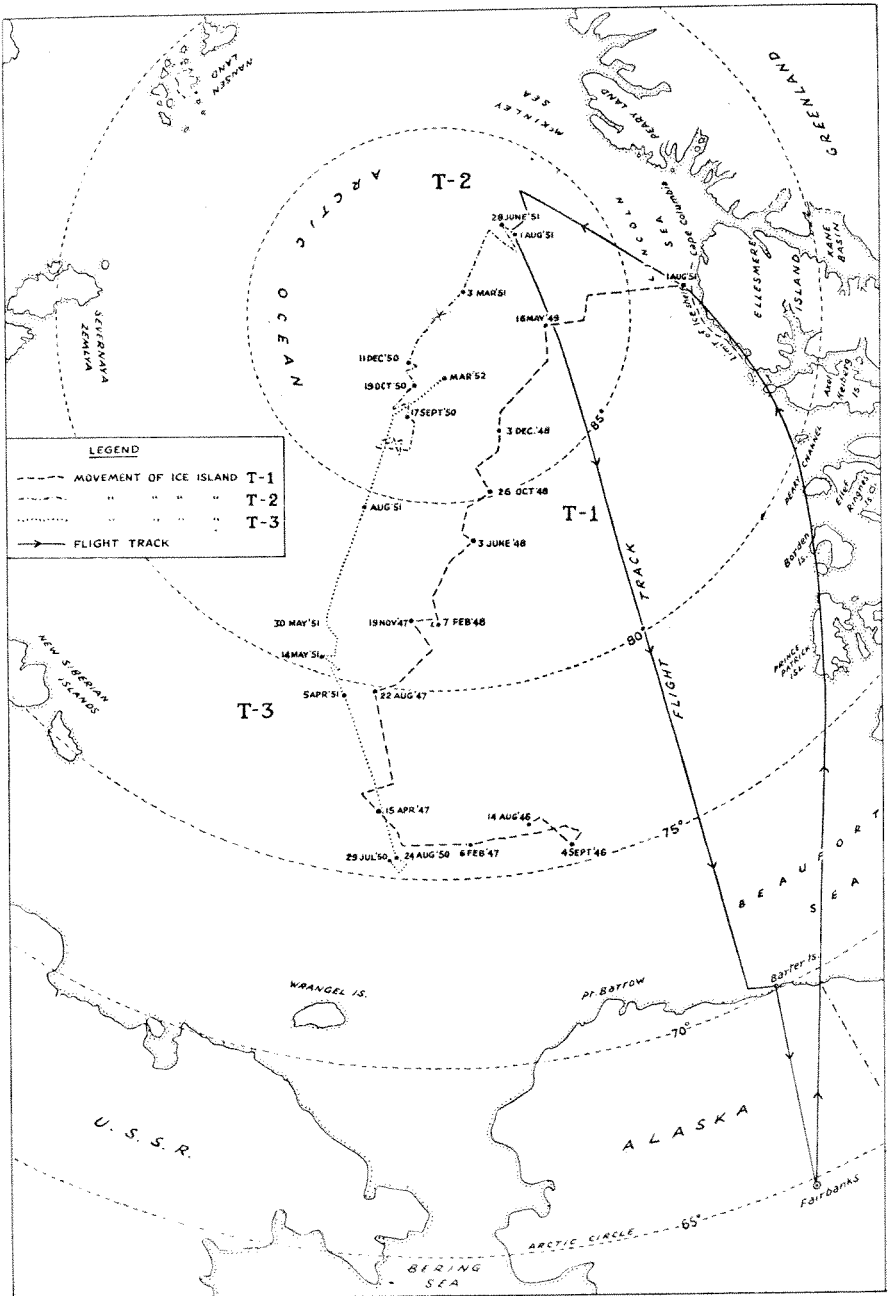 NANSEN LAND
McKINLEY SEA
PEARY LAND
GREENLAND
ARCTIC OCEAN
T-2
LINCOLN SEA
Cape Columbia
ELLESMERE ISLAND
KANE BASIN
28 JUNE '51
1 AUG '51
1 AUG '51
SEVERNAYA ZEMLYA
3 MAR '51
16 MAY '49
Limit of Ice Shelf
11 DEC '50
MAR '52
19 OCT '50
17 SEPT '50
Axel Heiberg Is.
3 DEC. '48
85°
PEARY CHANNEL
LEGEND
MOVEMENT OF ICE ISLAND T-1
" " " " T-2
" " " " T-3
FLIGHT TRACK
26 OCT '48
Ellef Ringnes Is.
AUG '51
T-1
3 JUNE '48
Borden Is.
TRACK
30 MAY '51
19 NOV '47
7 FEB '48
80°
14 MAY '51
PRINCE PATRICK ISL.
NEW SIBERIAN ISLANDS
5 APR '51
22 AUG '47
FLIGHT
T-3
15 APR '47
14 AUG '46
75°
29 JUL '50
24 AUG '50
6 FEB '47
4 SEPT '46
BEAUFORT SEA
WRANGEL IS.
Pt. Barrow
Barter Is.
70°
U.S.S.R.
ALASKA
Fairbanks
ARCTIC CIRCLE
65°
BERING SEA